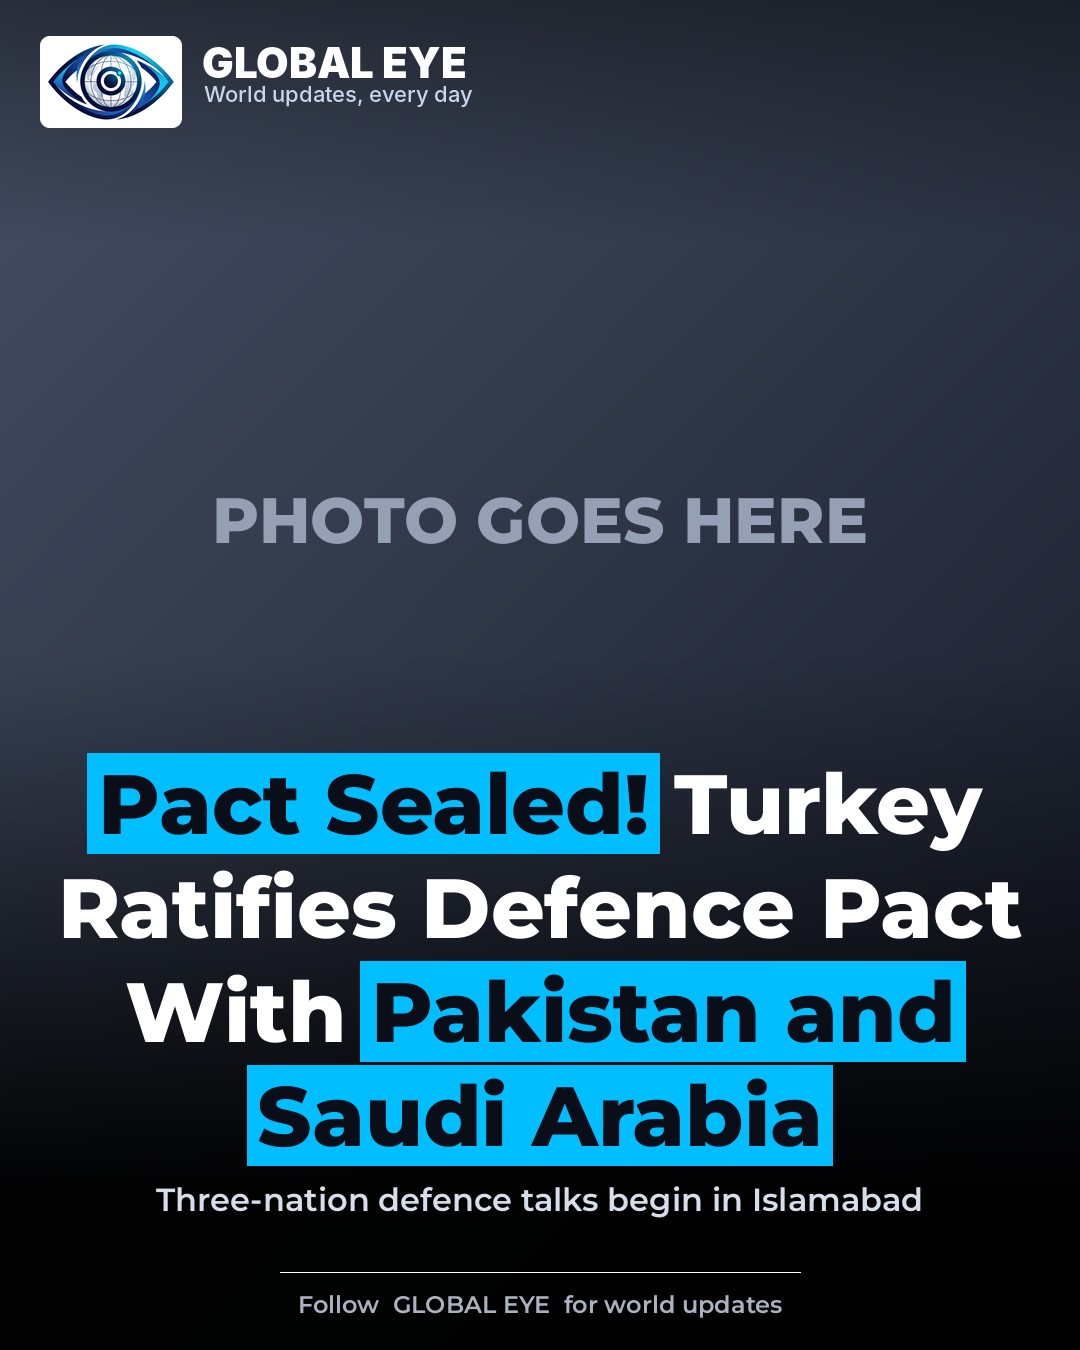 GLOBAL EYE
World updates, every day
PHOTO GOES HERE
Pact Sealed! Turkey
Ratifies Defence Pact
With Pakistan and
Saudi Arabia
Three-nation defence talks begin in Islamabad
Follow GLOBAL EYE for world updates